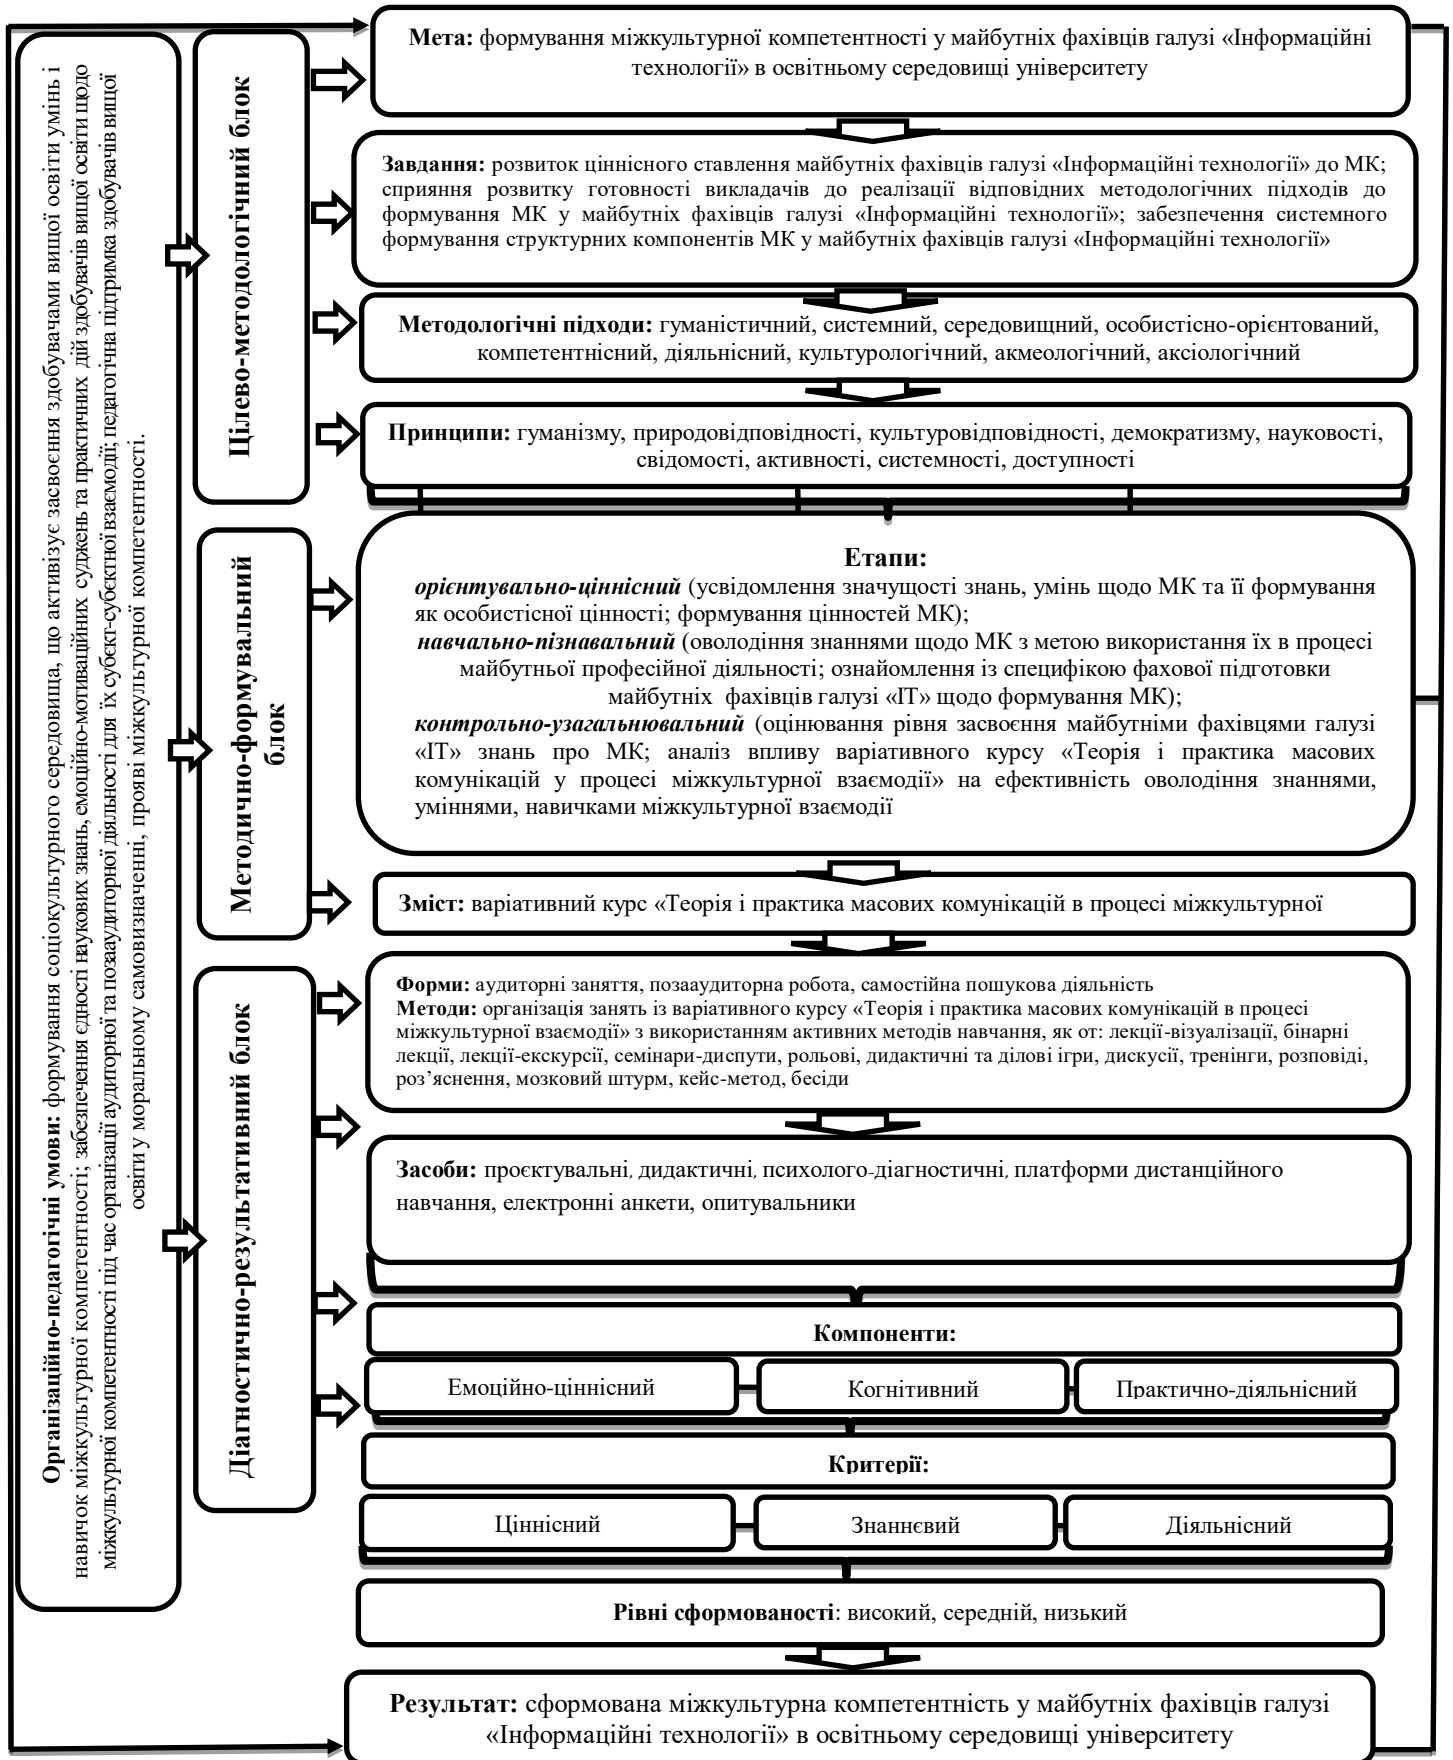 Організаційно-педагогічні умови: формування соціокультурного середовища, що активізує засвоєння здобувачами вищої освіти умінь і
навичок міжкультурної компетентності; забезпечення єдності наукових знань, емоційно-мотиваційних суджень та практичних дій здобувачів вищої освіти щодо
міжкультурної компетентності під час організації аудиторної та позааудиторної діяльності для їх субєкт-субєктної взаємодії; педагогічна підтримка здобувачів вищої
освіти у моральному самовизначенні, прояві міжкультурної компетентності.
Цілево-методологічний блок
Мета: формування міжкультурної компетентності у майбутніх фахівців галузі «Інформаційні
технології» в освітньому середовищі університету
Завдання: розвиток ціннісного ставлення майбутніх фахівців галузі «Інформаційні технології» до МК;
сприяння розвитку готовності викладачів до реалізації відповідних методологічних підходів до
формування МК у майбутніх фахівців галузі «Інформаційні технології»; забезпечення системного
формування структурних компонентів МК у майбутніх фахівців галузі «Інформаційні технології»
Методологічні підходи: гуманістичний, системний, середовищний, особистісно-орієнтований,
компетентнісний, діяльнісний, культурологічний, акмеологічний, аксіологічний
Принципи: гуманізму, природовідповідності, культуровідповідності, демократизму, науковості,
свідомості, активності, системності, доступності
Методично-формувальний
блок
Етапи:
орієнтувально-ціннісний (усвідомлення значущості знань, умінь щодо МК та її формування
як особистісної цінності; формування цінностей МК);
навчально-пізнавальний (оволодіння знаннями щодо МК з метою використання їх в процесі
майбутньої професійної діяльності; ознайомлення із специфікою фахової підготовки
майбутніх фахівців галузі «ІТ» щодо формування МК);
контрольно-узагальнювальний (оцінювання рівня засвоєння майбутніми фахівцями галузі
«ІТ» знань про МК; аналіз впливу варіативного курсу «Теорія і практика масових
комунікацій у процесі міжкультурної взаємодії» на ефективність оволодіння знаннями,
уміннями, навичками міжкультурної взаємодії
Зміст: варіативний курс «Теорія і практика масових комунікацій в процесі міжкультурної
Діагностично-результативний блок
Форми: аудиторні заняття, позааудиторна робота, самостійна пошукова діяльність
Методи: організація занять із варіативного курсу «Теорія і практика масових комунікацій в процесі
міжкультурної взаємодії» з використанням активних методів навчання, як от: лекції-візуалізації, бінарні
лекції, лекції-екскурсії, семінари-диспути, рольові, дидактичні та ділові ігри, дискусії, тренінги, розповіді,
роз’яснення, мозковий штурм, кейс-метод, бесіди
Засоби: проєктувальні, дидактичні, психолого-діагностичні, платформи дистанційного
навчання, електронні анкети, опитувальники
Компоненти:
Емоційно-ціннісний
Когнітивний
Практично-діяльнісний
Критерії:
Ціннісний
Знаннєвий
Діяльнісний
Рівні сформованості: високий, середній, низький
Результат: сформована міжкультурна компетентність у майбутніх фахівців галузі
«Інформаційні технології» в освітньому середовищі університету